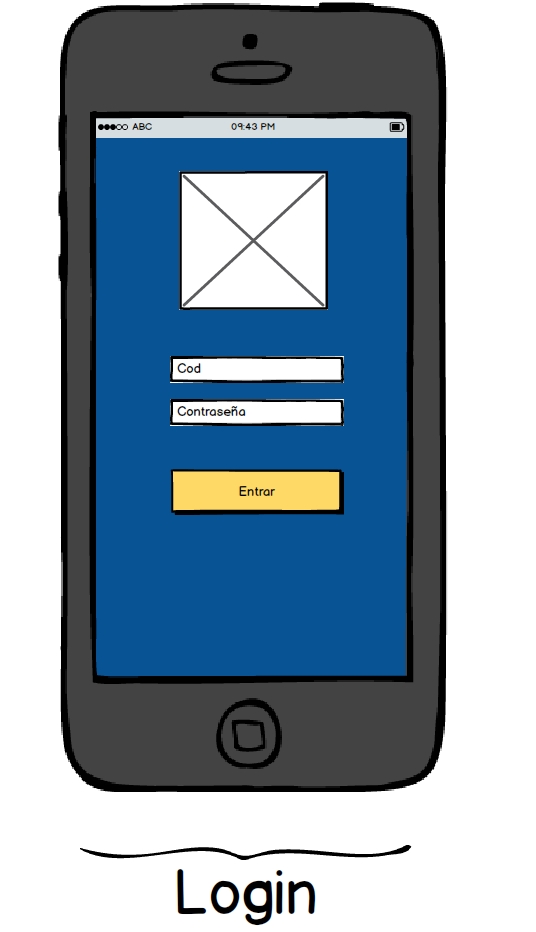 ABC 09:43 PM
Cod
Contraseña
Entrar
Login